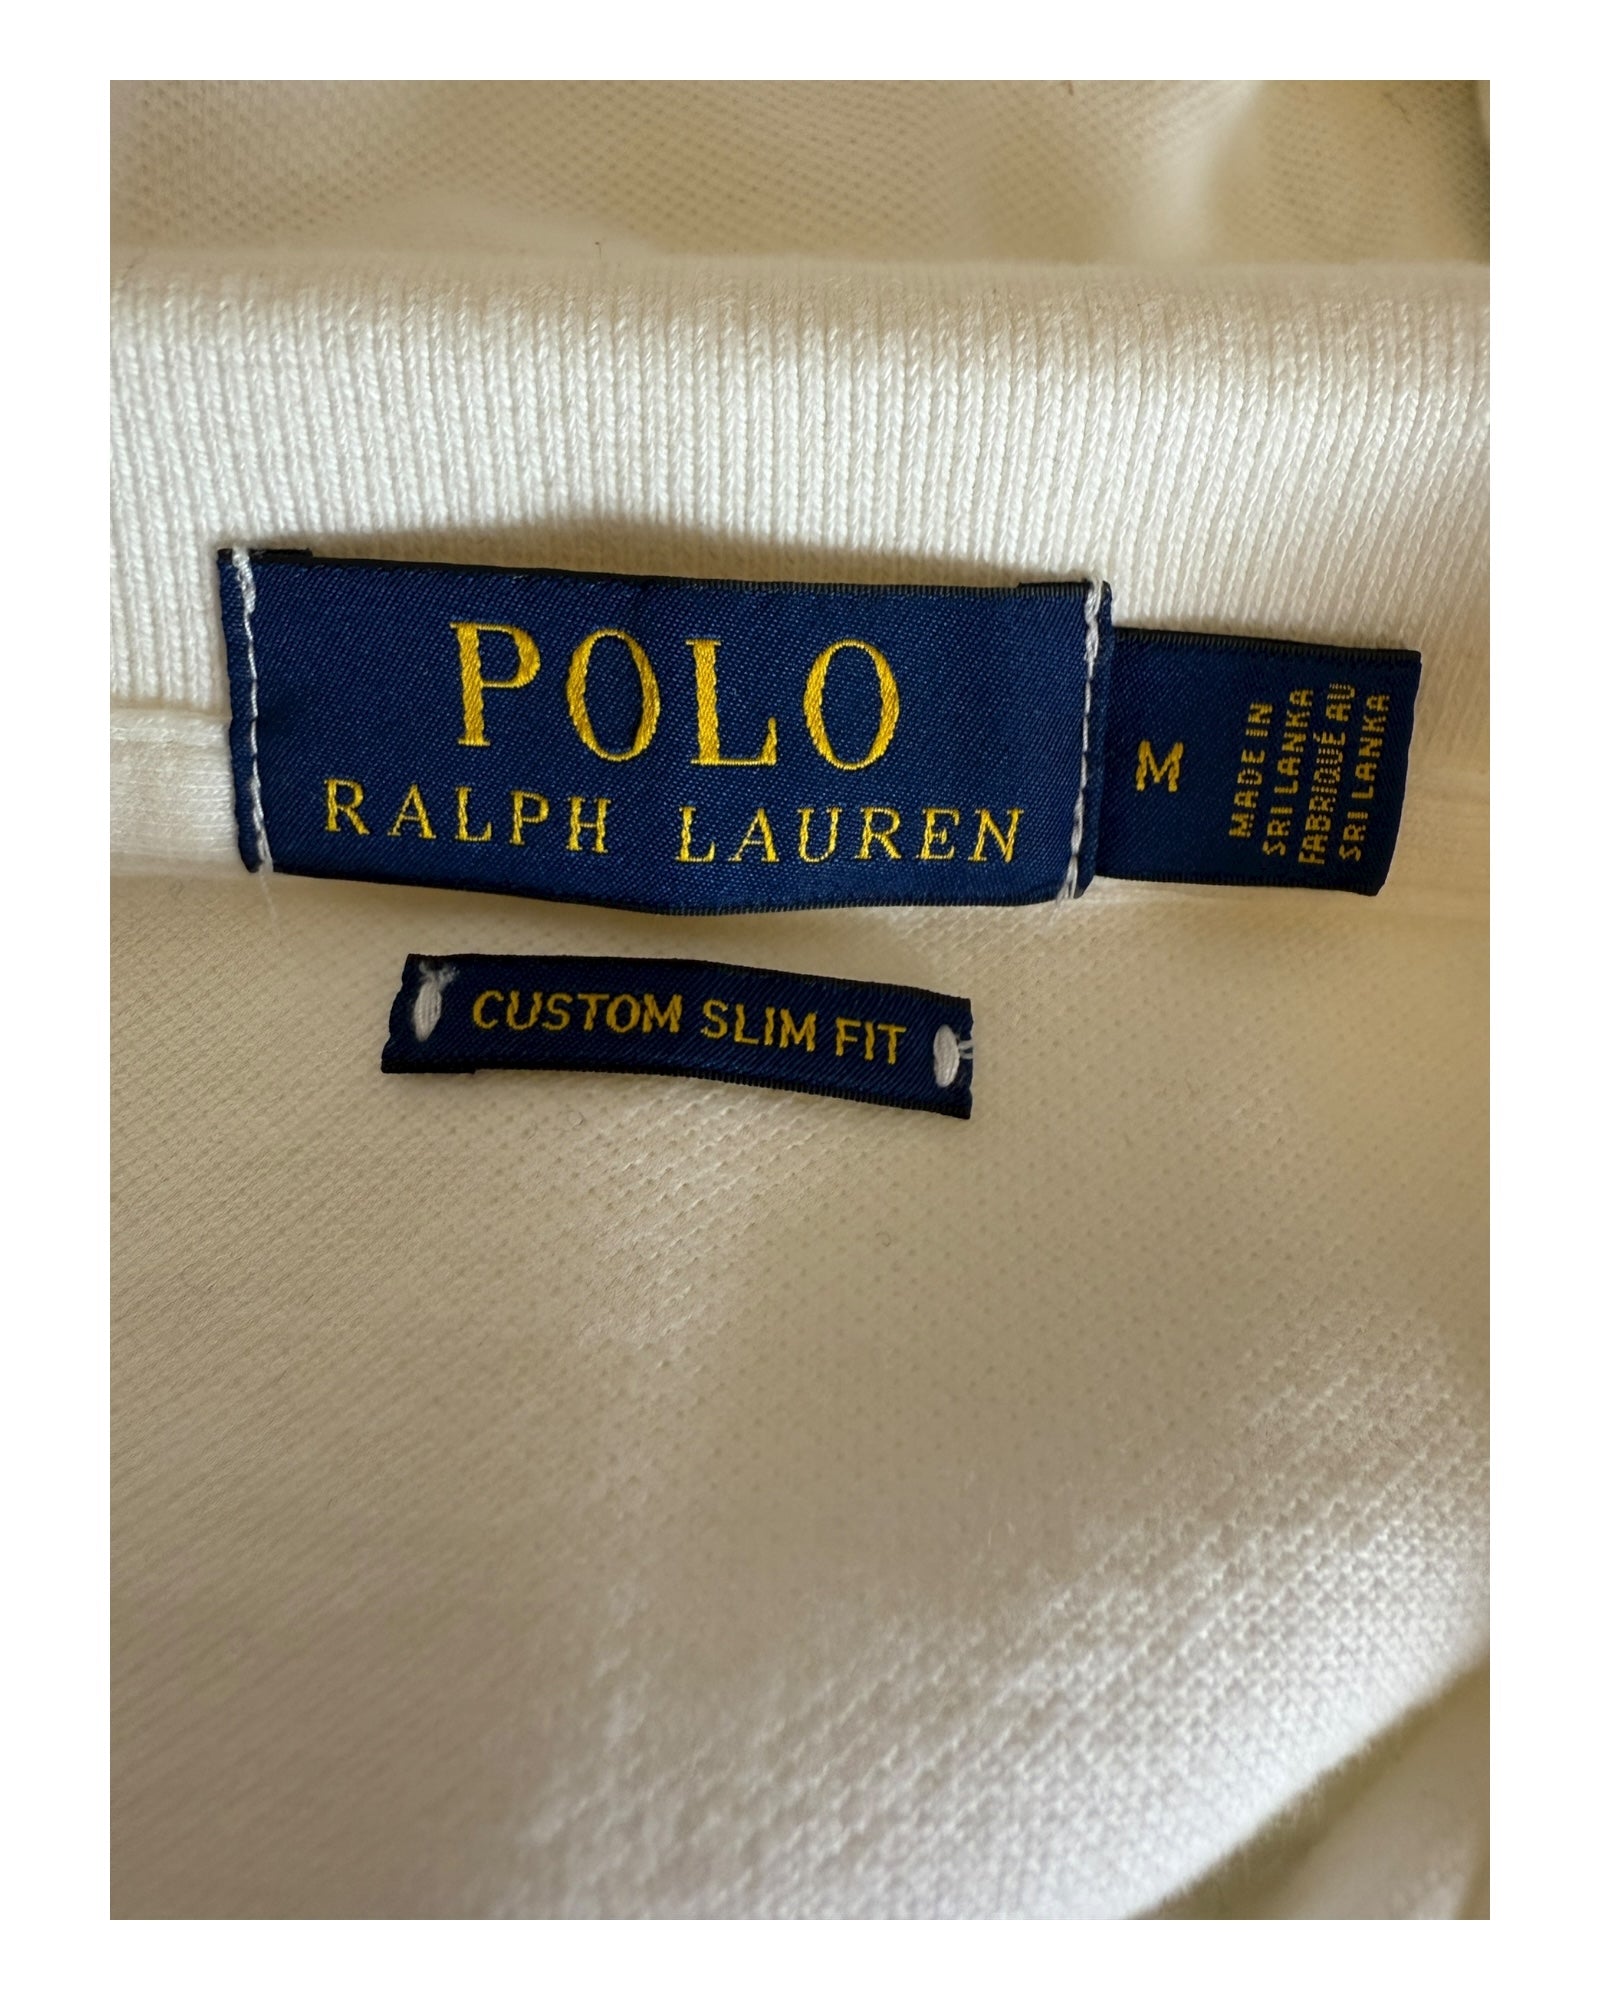 POLO
RALPH LAUREN
M
MADE IN
SRI LANKA
FABRIQUÉ AU
SRI LANKA
CUSTOM SLIM FIT